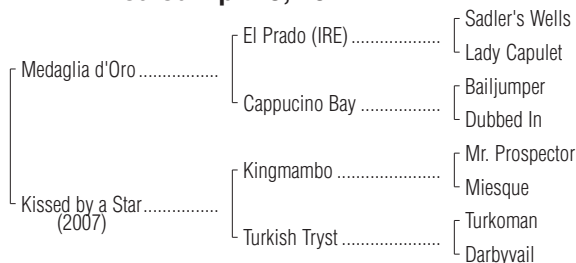 Sadler's Wells
El Prado (IRE) ......................
Lady Capulet
Medaglia d'Oro ....................
Bailjumper
Cappucino Bay ....................
Dubbed In
Mr. Prospector
Kingmambo ..........................
Miesque
Kissed by a Star...................
(2007)
Turkoman
Turkish Tryst ........................
Darbyvail